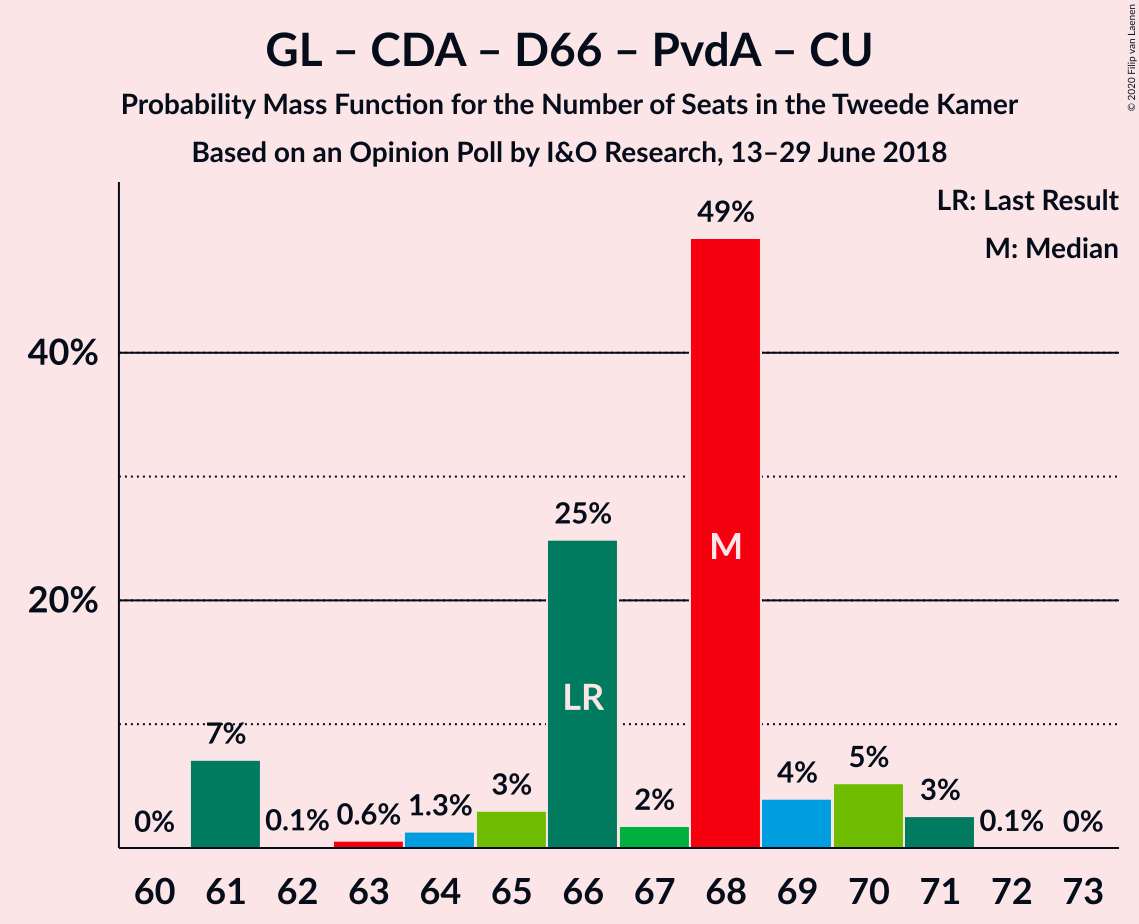 GL – CDA – D66 – PvdA – CU
Probability Mass Function for the Number of Seats in the Tweede Kamer
Based on an Opinion Poll by I&O Research, 13–29 June 2018
© 2020 Filip van Laenen
LR: Last Result
M: Median
40%
20%
0%
7%
0.1%
0.6%
1.3%
3%
25%
2%
49%
4%
5%
3%
0.1%
0%
LR
M
60 61 62 63 64 65 66 67 68 69 70 71 72 73